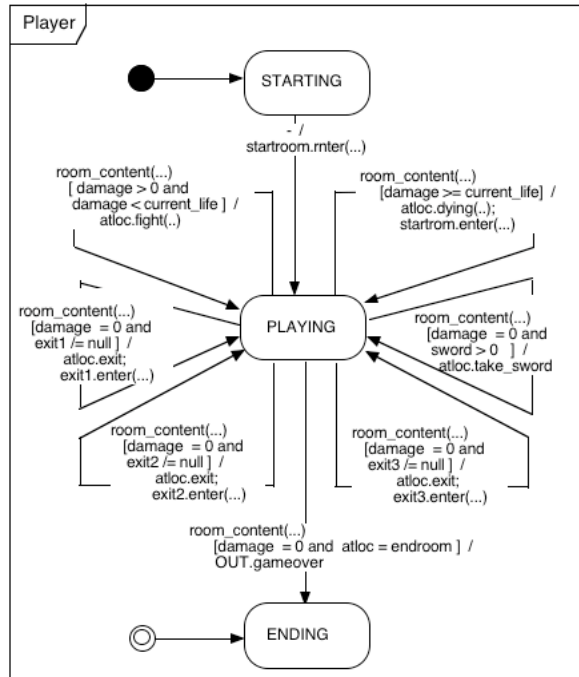 Player
STARTING
- /
startroom.rnter(...)
room_content(...)
[ damage > 0 and
damage < current_life ] /
atloc.fight(..)
room_content(...)
[damage >= current_life] /
atloc.dying(..);
startrom.enter(...)
room_content(...)
[damage = 0 and
exit1 /= null ] /
atloc.exit;
exit1.enter(...)
PLAYING
room_content(...)
[damage = 0 and
sword > 0 ] /
atloc.take_sword
room_content(...)
[damage = 0 and
exit2 /= null ] /
atloc.exit;
exit2.enter(...)
room_content(...)
[damage = 0 and
exit3 /= null ] /
atloc.exit;
exit3.enter(...)
room_content(...)
[damage = 0 and atloc = endroom ] /
OUT.gameover
ENDING